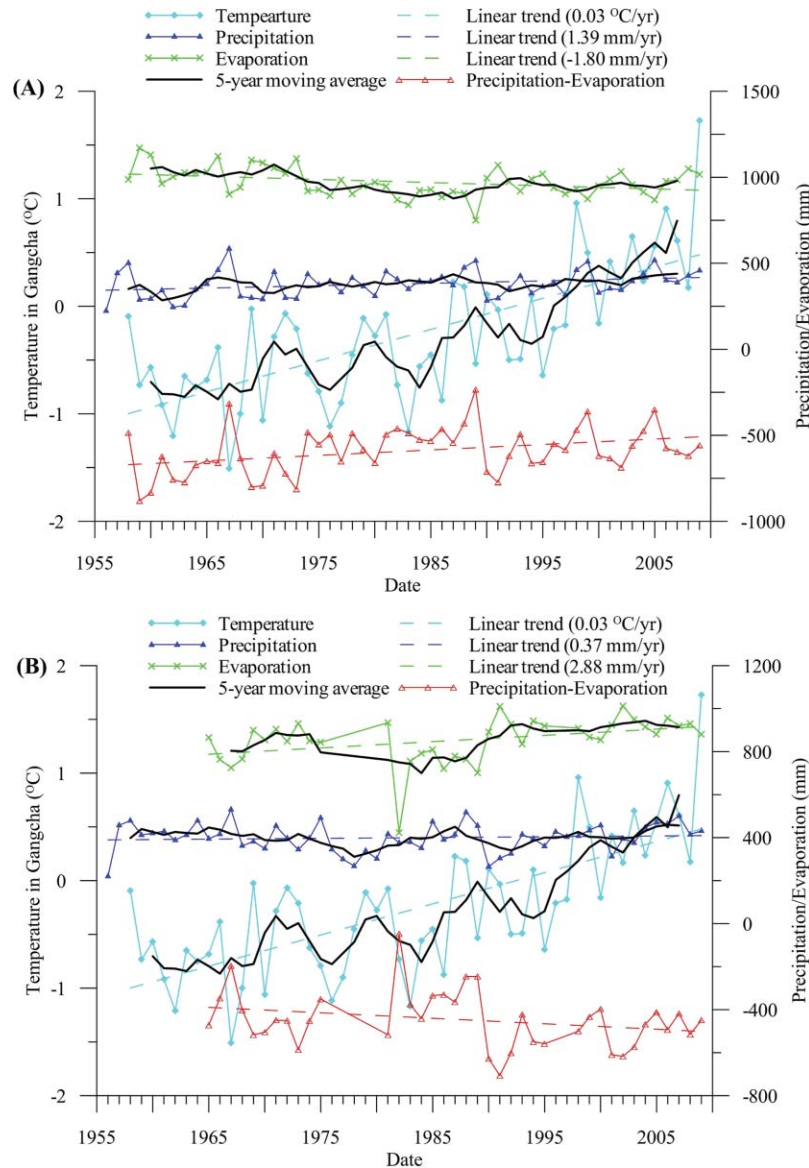 Tempearture Linear trend (0.03 ºC/yr)
Precipitation Linear trend (1.39 mm/yr)
Evaporation Linear trend (-1.80 mm/yr)
(A) 5-year moving average Precipitation-Evaporation
2 1500
1 1000
500
0
0
-1 -500
-2 -1000
Temperature in Gangcha (ºC)
Precipitation/Evaporation (mm)
1955 1965 1975 1985 1995 2005
Date
Temperature Linear trend (0.03 ºC/yr)
Precipitation Linear trend (0.37 mm/yr)
Evaporation Linear trend (2.88 mm/yr)
(B) 5-year moving average Precipitation-Evaporation
2 1200
1 800
400
0
0
-1 -400
-2 -800
Temperature in Gangcha (ºC)
Precipitation/Evaporation (mm)
1955 1965 1975 1985 1995 2005
Date